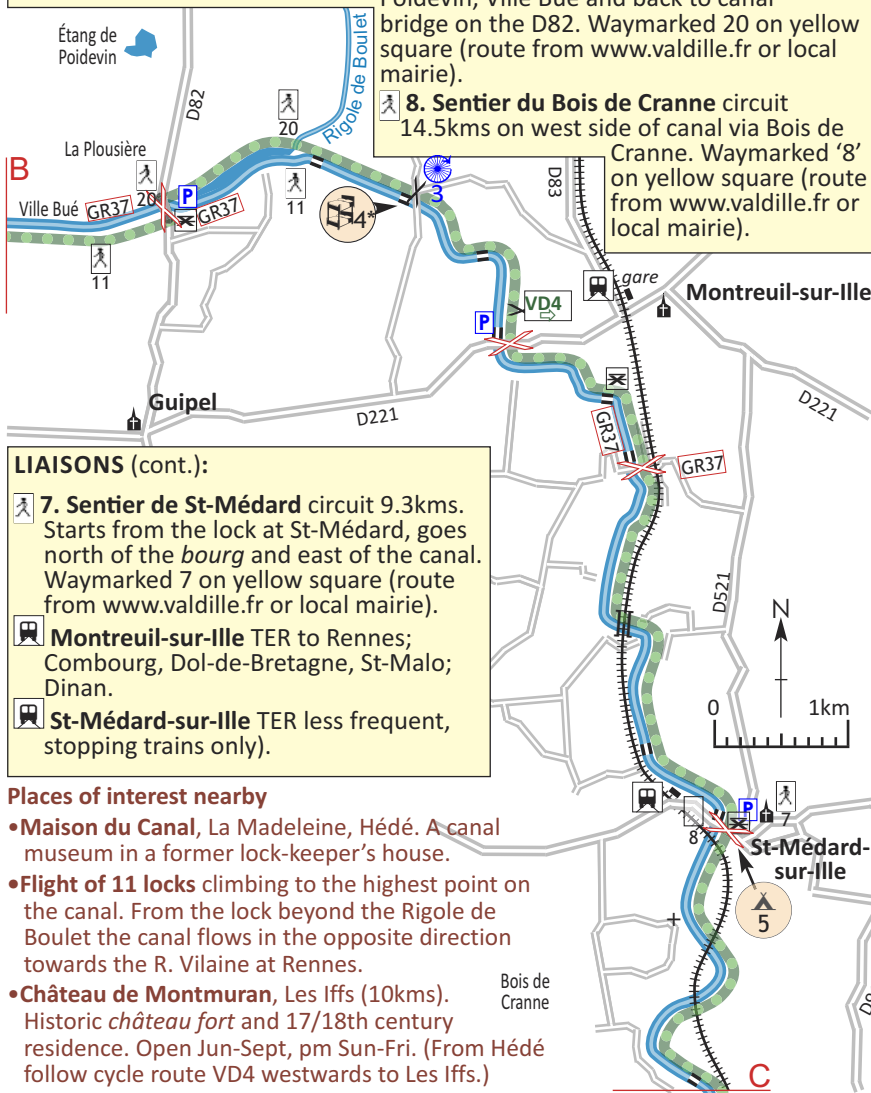 Poidevin, Ville Bué and back to canal
bridge on the D82. Waymarked 20 on yellow
square (route from www.valdille.fr or local
mairie).
8. Sentier du Bois de Cranne circuit
14.5kms on west side of canal via Bois de
Cranne. Waymarked ‘8’
on yellow square (route
from www.valdille.fr or
local mairie).
Étang de
Poidevin
D82
Rigole de Boulet
20
La Plousière
B
20
P
Ville Bué
GR37
GR37
11
11
4*
3
D83
gare
Montreuil-sur-Ille
VD4
P
Guipel
D221
D221
GR37
GR37
LIAISONS (cont.):
7. Sentier de St-Médard circuit 9.3kms.
Starts from the lock at St-Médard, goes
north of the bourg and east of the canal.
Waymarked 7 on yellow square (route
from www.valdille.fr or local mairie).
Montreuil-sur-Ille TER to Rennes;
Combourg, Dol-de-Bretagne, St-Malo;
Dinan.
St-Médard-sur-Ille TER less frequent,
stopping trains only).
D521
N
0 1km
P
7
8
St-Médard-
sur-Ille
5
Places of interest nearby
•Maison du Canal, La Madeleine, Hédé. A canal
museum in a former lock-keeper’s house.
•Flight of 11 locks climbing to the highest point on
the canal. From the lock beyond the Rigole de
Boulet the canal flows in the opposite direction
towards the R. Vilaine at Rennes.
•Château de Montmuran, Les Iffs (10kms).
Historic château fort and 17/18th century
residence. Open Jun-Sept, pm Sun-Fri. (From Hédé
follow cycle route VD4 westwards to Les Iffs.)
Bois de
Cranne
C